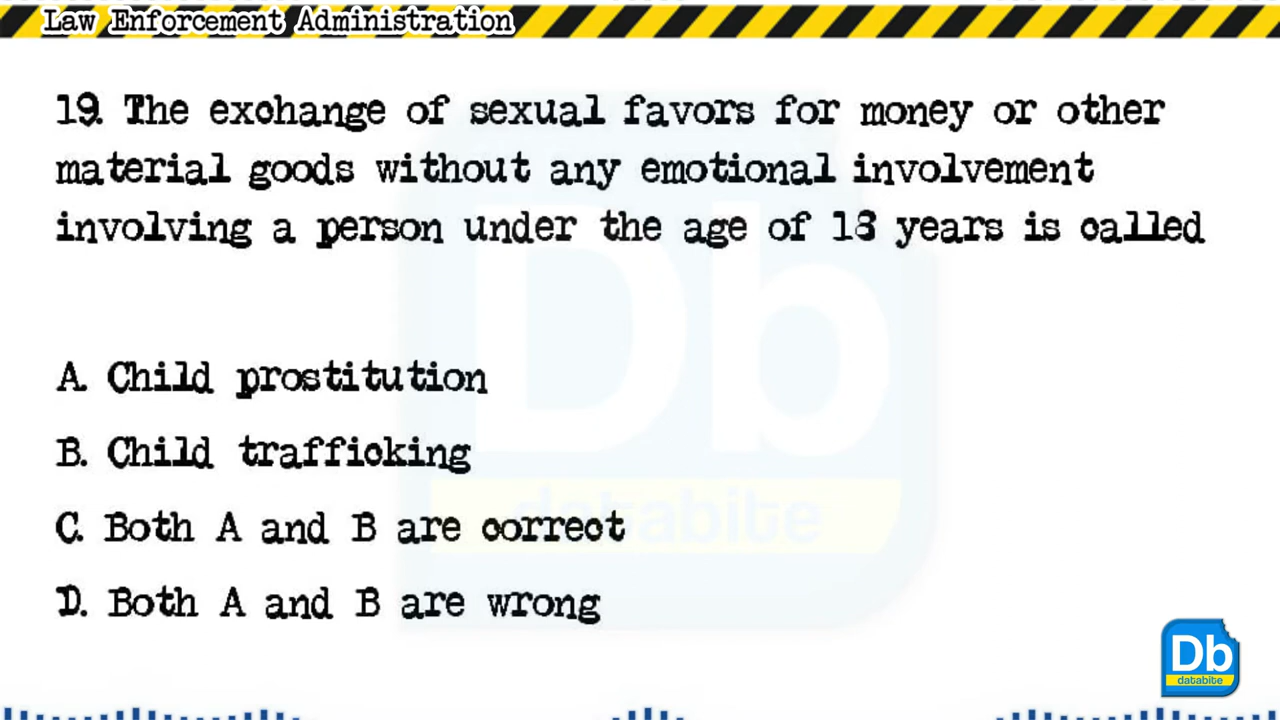 Law Enforcement Administration
19. The exchange of sexual favors for money or other
material goods without any emotional involvement
involving a person under the age of 18 years is called
A. Child prostitution
B. Child trafficking
C. Both A and B are correct
D. Both A and B are wrong
Db
databite
Db
databite